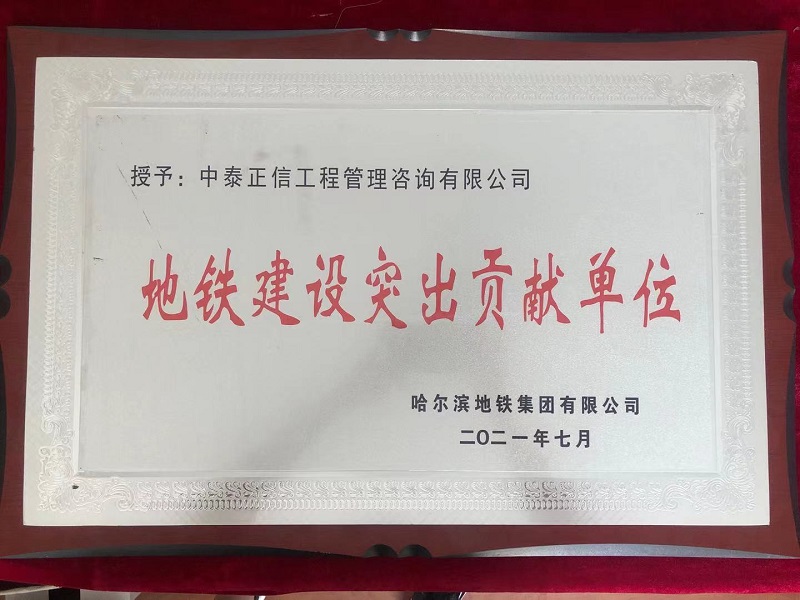 授予：中泰正信工程管理咨询有限公司
地铁建设突出贡献单位
哈尔滨地铁集团有限公司
二〇二一年七月